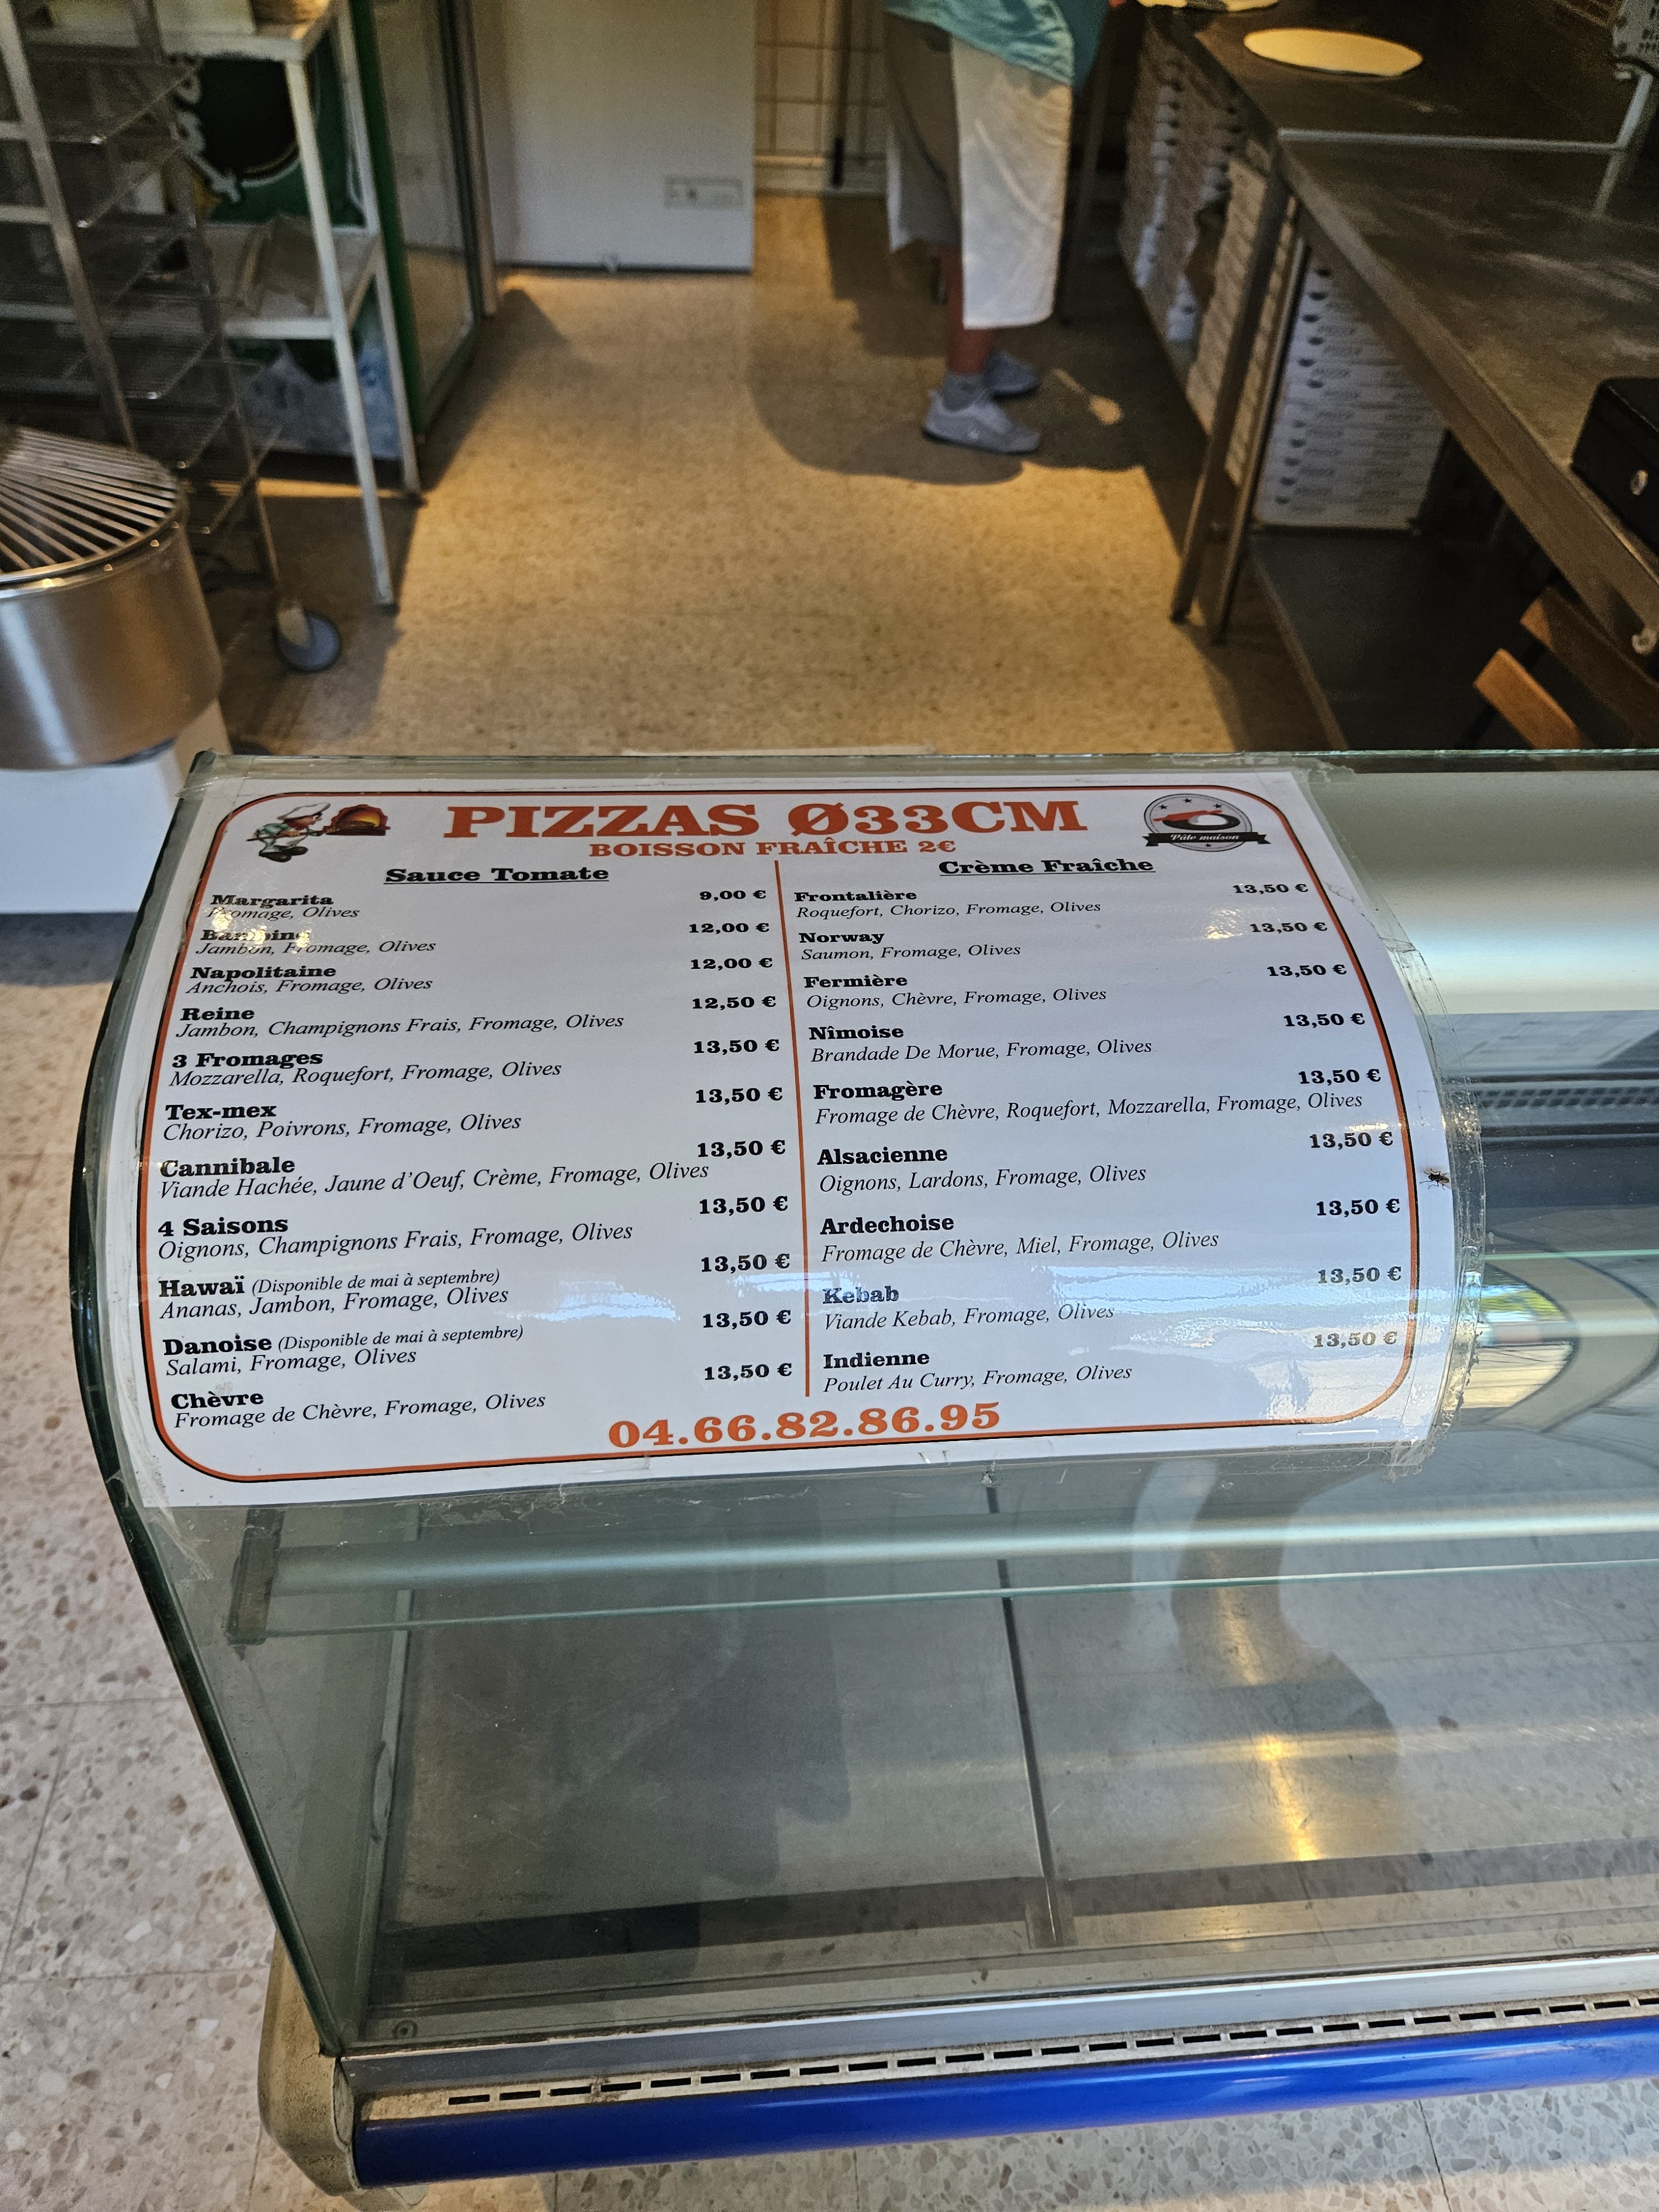 PIZZAS Ø33CM
BOISSON FRAÎCHE 2€
Pâte maison
Sauce Tomate
Margarita 9,00 €
Fromage, Olives
Bambino 12,00 €
Jambon, Fromage, Olives
Napolitaine 12,00 €
Anchois, Fromage, Olives
Reine 12,50 €
Jambon, Champignons Frais, Fromage, Olives
3 Fromages 13,50 €
Mozzarella, Roquefort, Fromage, Olives
Tex-mex 13,50 €
Chorizo, Poivrons, Fromage, Olives
Cannibale 13,50 €
Viande Hachée, Jaune d'Oeuf, Crème, Fromage, Olives
4 Saisons 13,50 €
Oignons, Champignons Frais, Fromage, Olives
Hawaï (Disponible de mai à septembre) 13,50 €
Ananas, Jambon, Fromage, Olives
Danoise (Disponible de mai à septembre) 13,50 €
Salami, Fromage, Olives
Chèvre 13,50 €
Fromage de Chèvre, Fromage, Olives
Crème Fraîche
Frontalière 13,50 €
Roquefort, Chorizo, Fromage, Olives
Norway 13,50 €
Saumon, Fromage, Olives
Fermière 13,50 €
Oignons, Chèvre, Fromage, Olives
Nîmoise 13,50 €
Brandade De Morue, Fromage, Olives
Fromagère 13,50 €
Fromage de Chèvre, Roquefort, Mozzarella, Fromage, Olives
Alsacienne 13,50 €
Oignons, Lardons, Fromage, Olives
Ardechoise 13,50 €
Fromage de Chèvre, Miel, Fromage, Olives
Kebab 13,50 €
Viande Kebab, Fromage, Olives
Indienne 13,50 €
Poulet Au Curry, Fromage, Olives
04.66.82.86.95